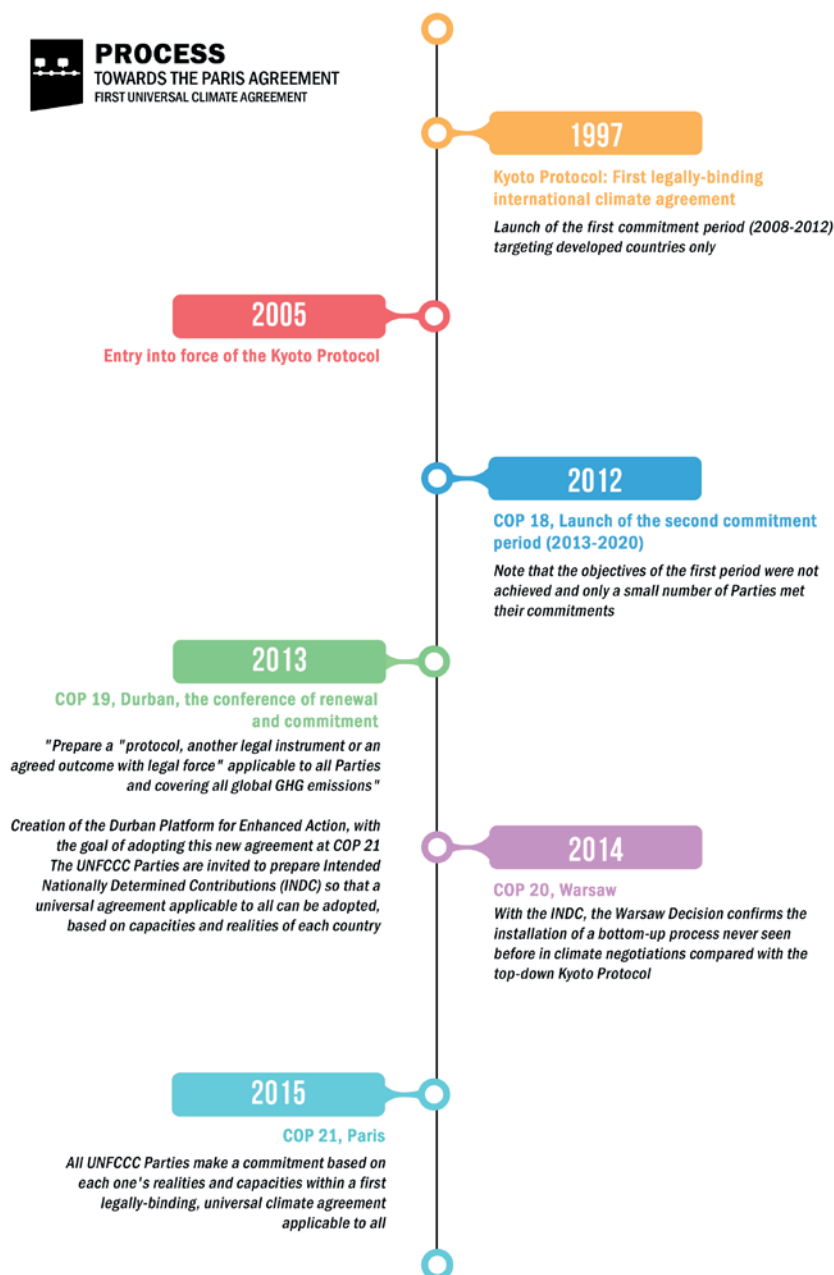 PROCESS
TOWARDS THE PARIS AGREEMENT
FIRST UNIVERSAL CLIMATE AGREEMENT
1997
Kyoto Protocol: First legally-binding
international climate agreement
Launch of the first commitment period (2008-2012)
targeting developed countries only
2005
Entry into force of the Kyoto Protocol
2012
COP 18, Launch of the second commitment
period (2013-2020)
Note that the objectives of the first period were not
achieved and only a small number of Parties met
their commitments
2013
COP 19, Durban, the conference of renewal
and commitment
"Prepare a "protocol, another legal instrument or an
agreed outcome with legal force" applicable to all Parties
and covering all global GHG emissions"
Creation of the Durban Platform for Enhanced Action, with
the goal of adopting this new agreement at COP 21
The UNFCCC Parties are invited to prepare Intended
Nationally Determined Contributions (INDC) so that a
universal agreement applicable to all can be adopted,
based on capacities and realities of each country
2014
COP 20, Warsaw
With the INDC, the Warsaw Decision confirms the
installation of a bottom-up process never seen
before in climate negotiations compared with the
top-down Kyoto Protocol
2015
COP 21, Paris
All UNFCCC Parties make a commitment based on
each one's realities and capacities within a first
legally-binding, universal climate agreement
applicable to all